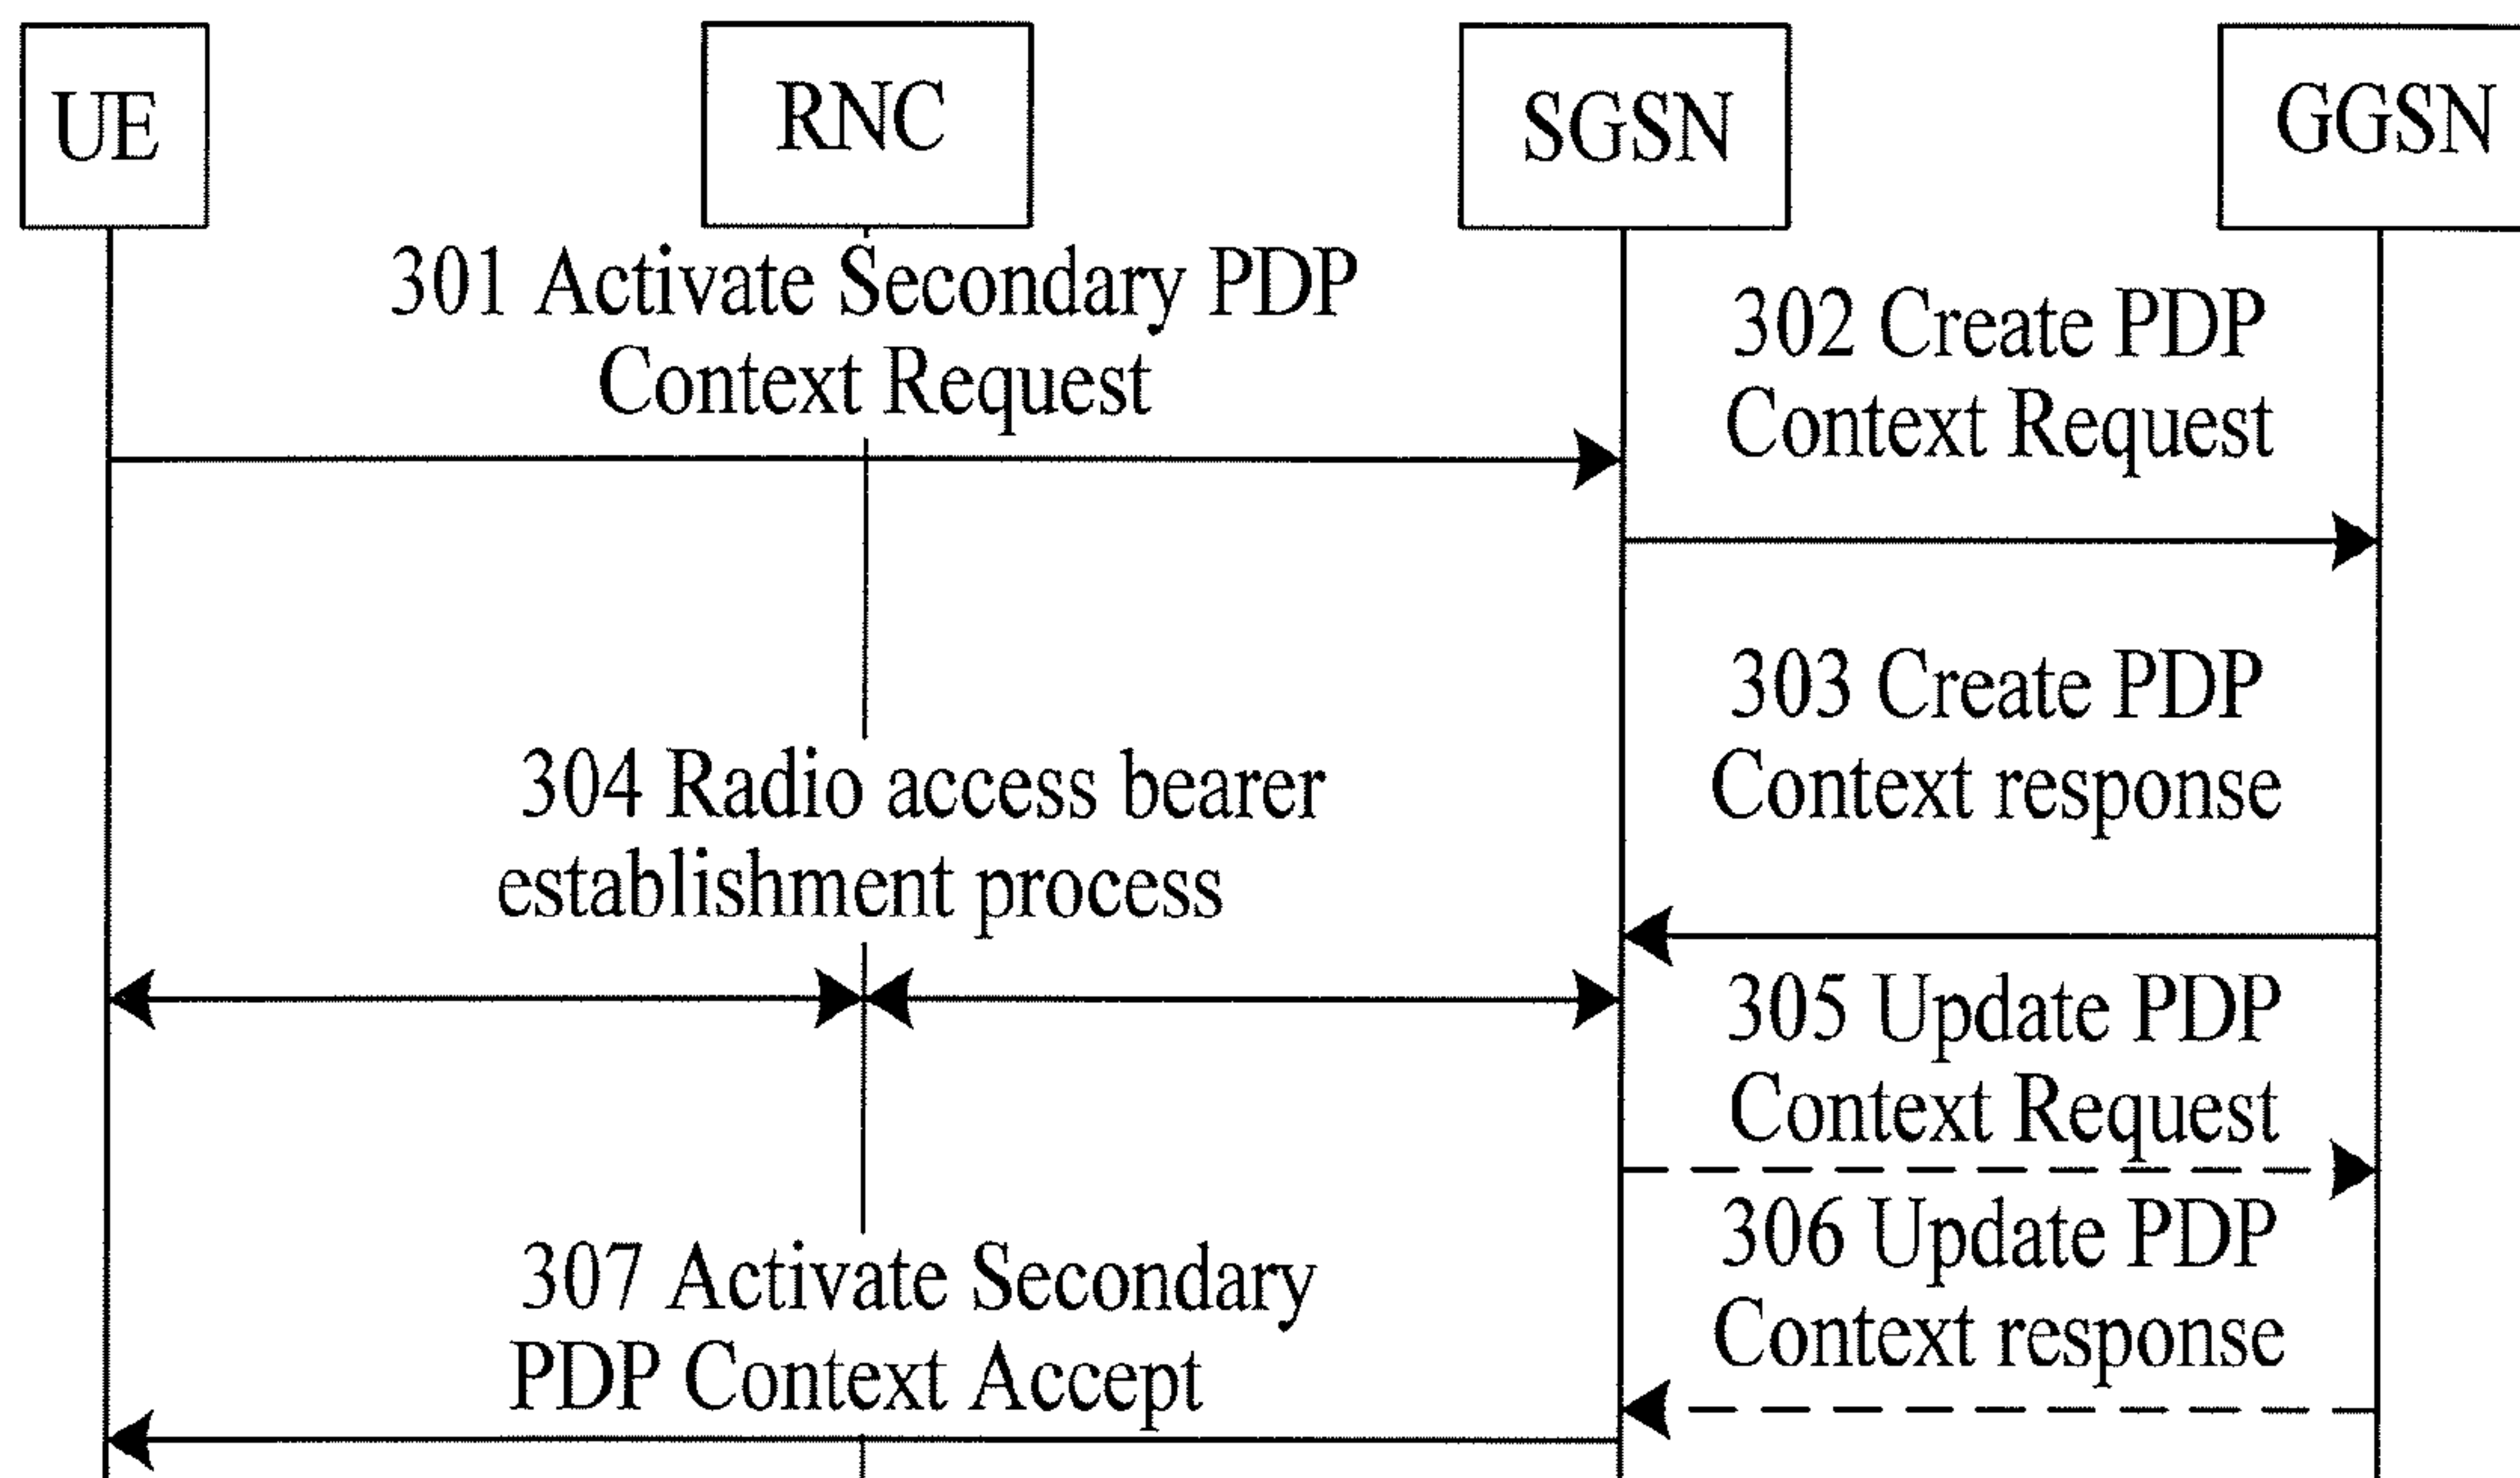 UE
RNC
SGSN
GGSN
301 Activate Secondary PDP
Context Request
302 Create PDP
Context Request
303 Create PDP
Context response
304 Radio access bearer
establishment process
305 Update PDP
Context Request
306 Update PDP
Context response
307 Activate Secondary
PDP Context Accept